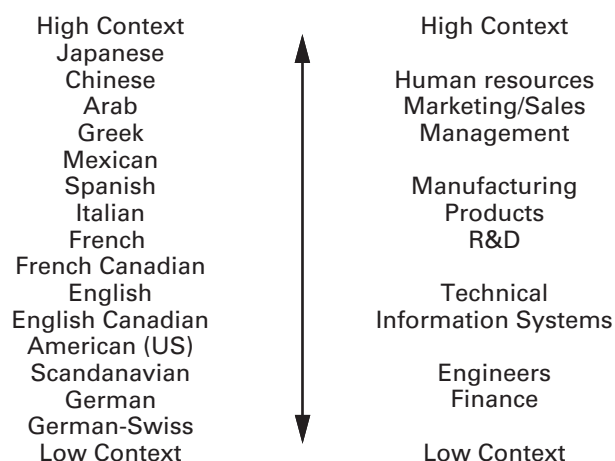 High Context
Japanese
Chinese
Arab
Greek
Mexican
Spanish
Italian
French
French Canadian
English
English Canadian
American (US)
Scandanavian
German
German-Swiss
Low Context
High Context
Human resources
Marketing/Sales
Management
Manufacturing
Products
R&D
Technical
Information Systems
Engineers
Finance
Low Context